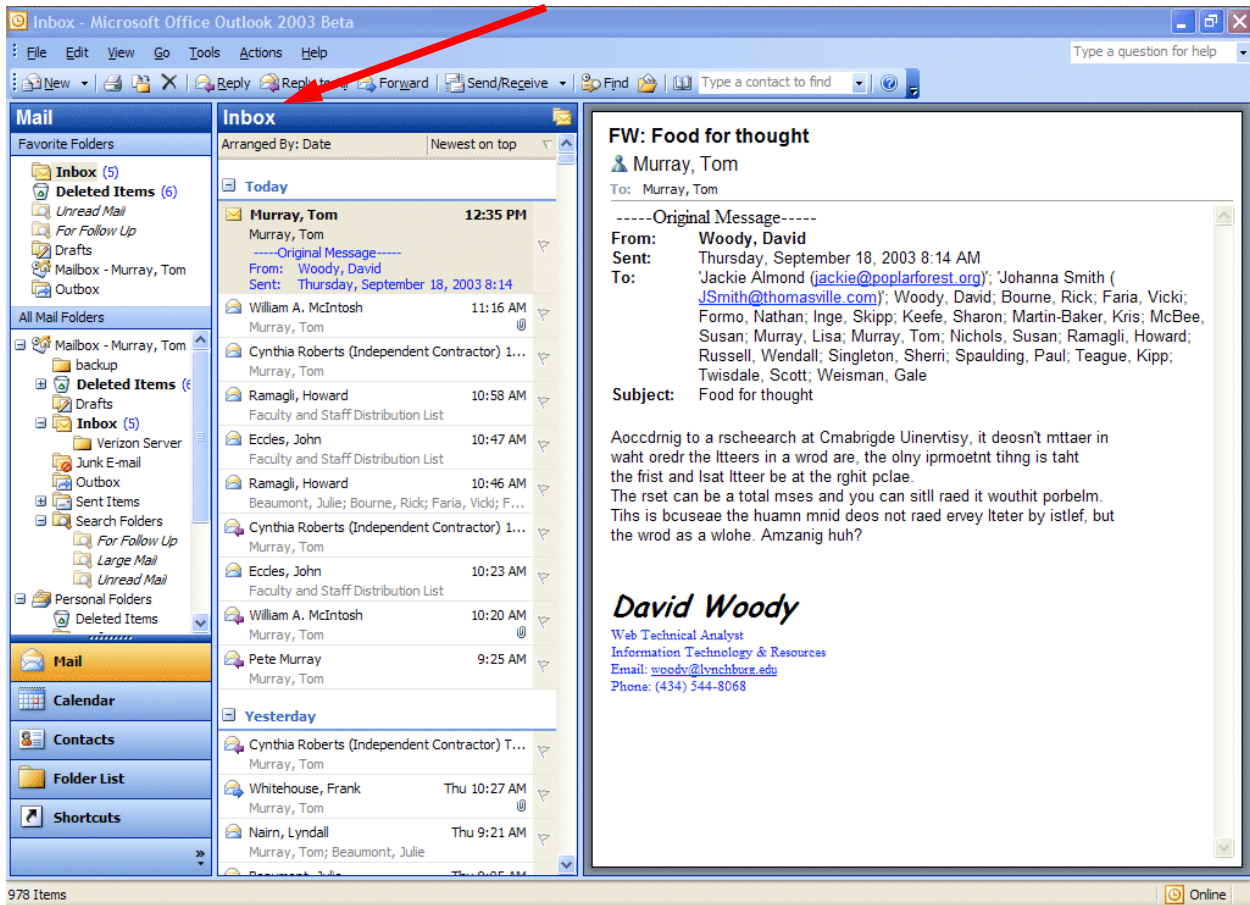 Inbox - Microsoft Office Outlook 2003 Beta
File Edit View Go Tools Actions Help
Type a question for help
New Reply Reply to Forward Send/Receive Find Type a contact to find
Mail
Favorite Folders
Inbox (5)
Deleted Items (6)
Unread Mail
For Follow Up
Drafts
Mailbox - Murray, Tom
Outbox
All Mail Folders
Mailbox - Murray, Tom
backup
Deleted Items (6
Drafts
Inbox (5)
Verizon Server
Junk E-mail
Outbox
Sent Items
Search Folders
For Follow Up
Large Mail
Unread Mail
Personal Folders
Deleted Items
Mail
Calendar
Contacts
Folder List
Shortcuts
Inbox
Arranged By: Date Newest on top
Today
Murray, Tom 12:35 PM
Murray, Tom
-----Original Message-----
From: Woody, David
Sent: Thursday, September 18, 2003 8:14
William A. McIntosh 11:16 AM
Murray, Tom
Cynthia Roberts (Independent Contractor) 1...
Murray, Tom
Ramagli, Howard 10:58 AM
Faculty and Staff Distribution List
Eccles, John 10:47 AM
Faculty and Staff Distribution List
Ramagli, Howard 10:46 AM
Beaumont, Julie; Bourne, Rick; Faria, Vicki; F...
Cynthia Roberts (Independent Contractor) 1...
Murray, Tom
Eccles, John 10:23 AM
Faculty and Staff Distribution List
William A. McIntosh 10:20 AM
Murray, Tom
Pete Murray 9:25 AM
Murray, Tom
Yesterday
Cynthia Roberts (Independent Contractor) T...
Murray, Tom
Whitehouse, Frank Thu 10:27 AM
Murray, Tom
Nairn, Lyndall Thu 9:21 AM
Murray, Tom; Beaumont, Julie
Beaumont, Julie Thu 9:05 AM
FW: Food for thought
Murray, Tom
To: Murray, Tom
-----Original Message-----
From: Woody, David
Sent: Thursday, September 18, 2003 8:14 AM
To: 'Jackie Almond (jackie@poplarforest.org)'; 'Johanna Smith (
JSmith@thomasville.com)'; Woody, David; Bourne, Rick; Faria, Vicki;
Formo, Nathan; Inge, Skipp; Keefe, Sharon; Martin-Baker, Kris; McBee,
Susan; Murray, Lisa; Murray, Tom; Nichols, Susan; Ramagli, Howard;
Russell, Wendall; Singleton, Sherri; Spaulding, Paul; Teague, Kipp;
Twisdale, Scott; Weisman, Gale
Subject: Food for thought
Aoccdrnig to a rscheearch at Cmabrigde Uinervtisy, it deosn't mttaer in
waht oredr the ltteers in a wrod are, the olny iprmoetnt tihng is taht
the frist and lsat ltteer be at the rghit pclae.
The rset can be a total mses and you can sitll raed it wouthit porbelm.
Tihs is bcuseae the huamn mnid deos not raed ervey lteter by istlef, but
the wrod as a wlohe. Amzanig huh?
David Woody
Web Technical Analyst
Information Technology & Resources
Email: woody@lynchburg.edu
Phone: (434) 544-8068
978 Items
Online